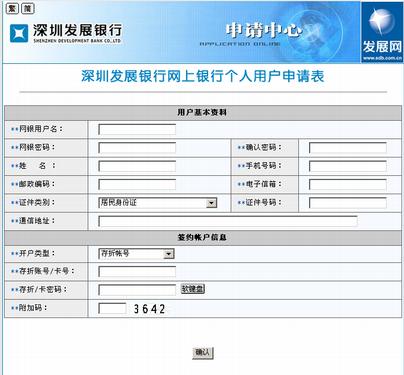 繁 简
深圳发展银行
SHENZHEN DEVELOPMENT BANK CO.,LTD
申请中心
APPLICATION ONLINE
发展网
www.sdb.com.cn
深圳发展银行网上银行个人用户申请表
用户基本资料
**网银用户名：
**网银密码： **确认密码：
**姓 名： **手机号码：
**邮政编码： **电子信箱：
**证件类别： 居民身份证 **证件号码：
**通信地址：
签约帐户信息
**开户类型： 存折帐号
**存折账号/卡号：
**存折/卡密码： 软键盘
**附加码： 3642
确认